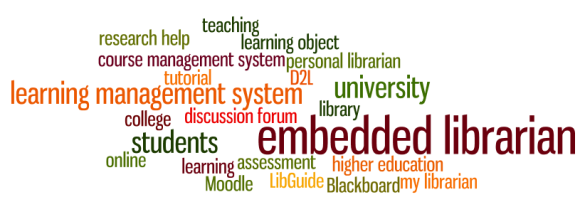 teaching
research help
learning object
course management system
personal librarian
tutorial
D2L
university
learning management system
library
college
discussion forum
students
embedded librarian
online
learning
assessment
higher education
Moodle
LibGuide
Blackboard
my librarian